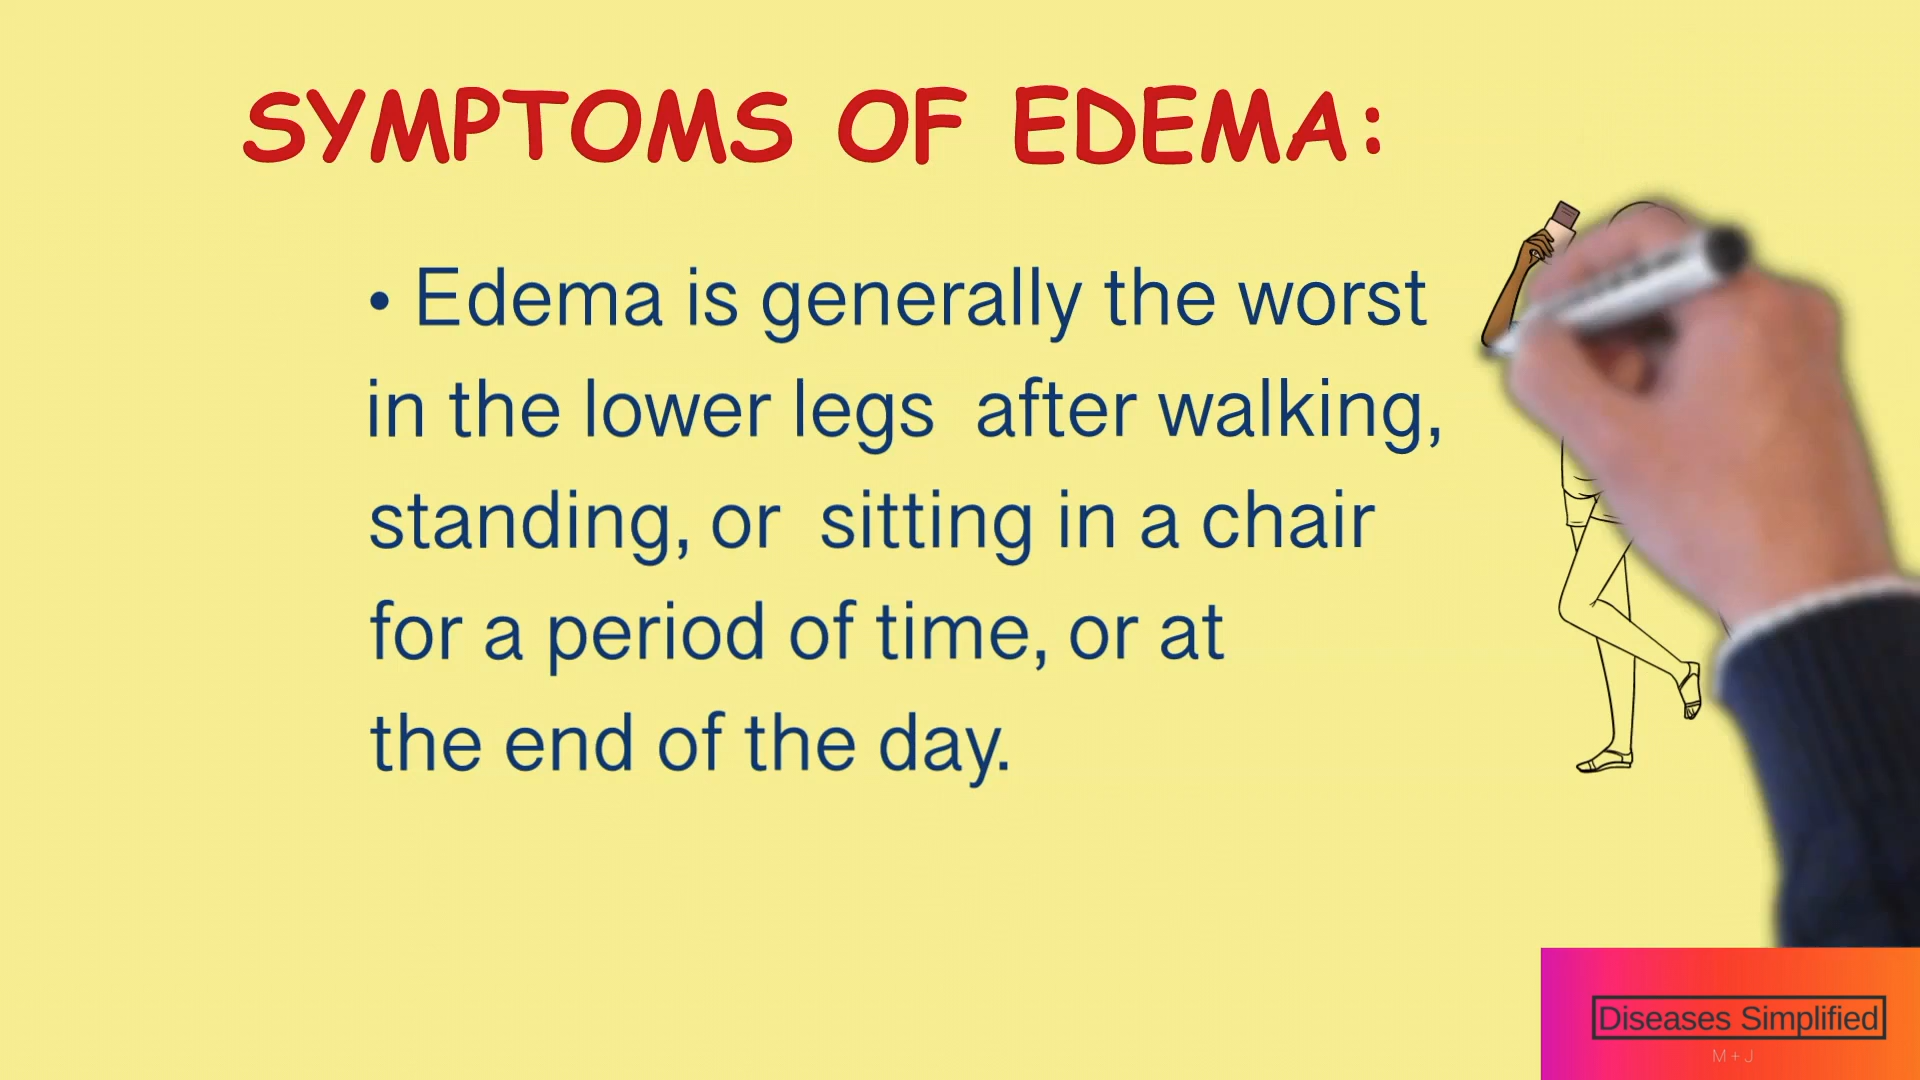 SYMPTOMS OF EDEMA:
• Edema is generally the worst
in the lower legs after walking,
standing, or sitting in a chair
for a period of time, or at
the end of the day.
Diseases Simplified
M+J